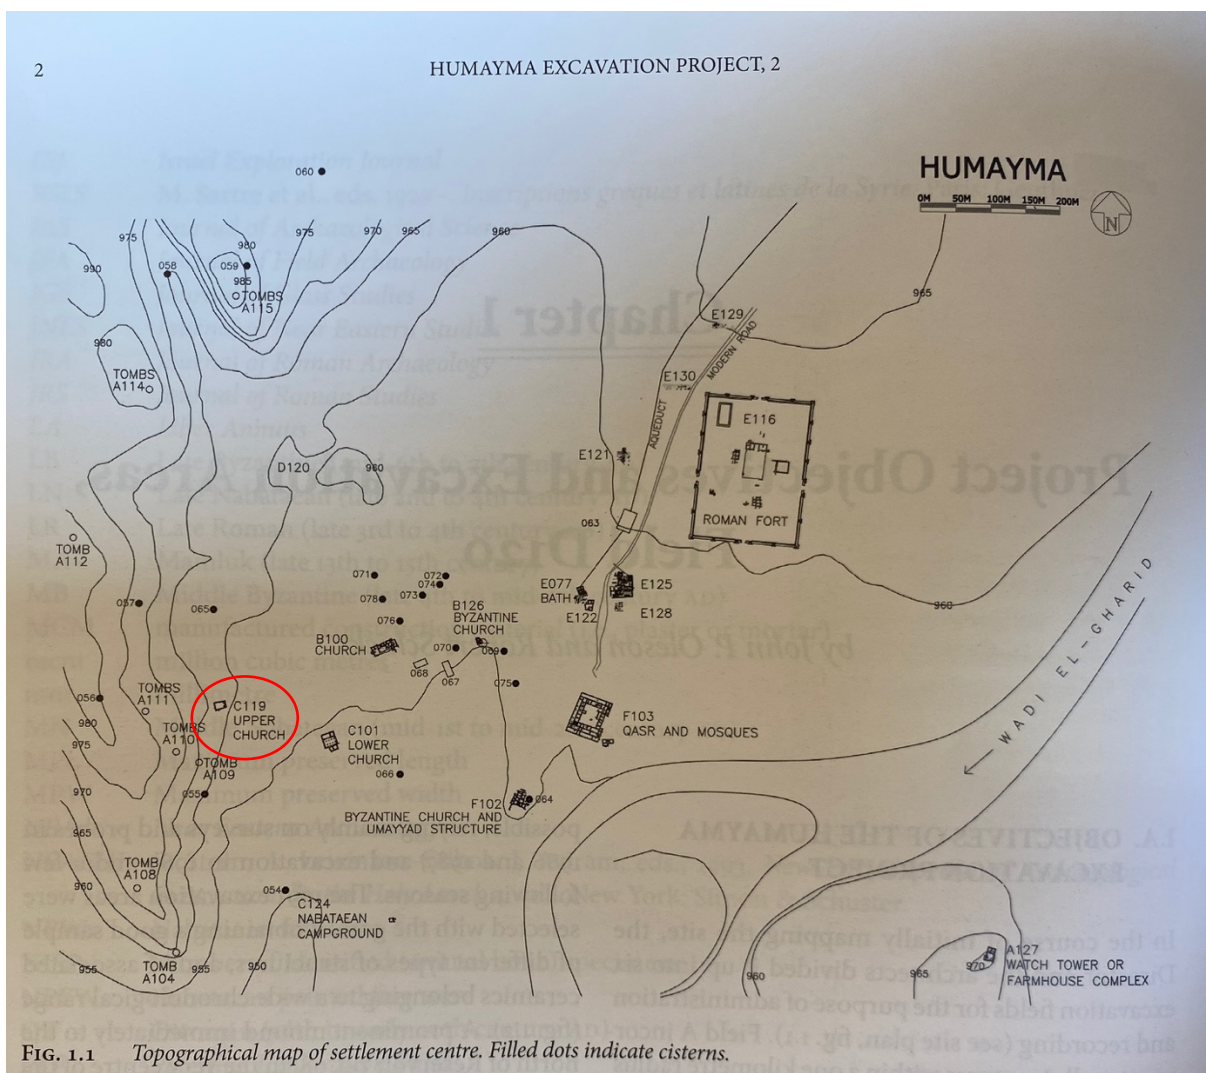 2
HUMAYMA EXCAVATION PROJECT, 2
HUMAYMA
0M 50M 100M 150M 200M
N
060
975
980
975
970
965
960
990
058
059
985
TOMBS
A115
965
E129
980
TOMBS
A114
E130
MODERN ROAD
AQUEDUCT
E116
E121
D120
960
063
ROMAN FORT
TOMB
A112
071
072
074
073
078
E077
BATH
E125
E122
E128
960
057
065
076
B126
BYZANTINE
CHURCH
B100
CHURCH
070
069
068
067
075
WADI EL-GHARID
056
TOMBS
A111
C119
UPPER
CHURCH
980
TOMBS
A110
975
F103
QASR AND MOSQUES
C101
LOWER
CHURCH
TOMB
A109
066
970
055
F102
064
BYZANTINE CHURCH AND
UMAYYAD STRUCTURE
965
TOMB
A108
960
054
C124
NABATAEAN
CAMPGROUND
TOMB
A104
955
955
950
960
965
970
A127
WATCH TOWER OR
FARMHOUSE COMPLEX
FIG. 1.1 Topographical map of settlement centre. Filled dots indicate cisterns.